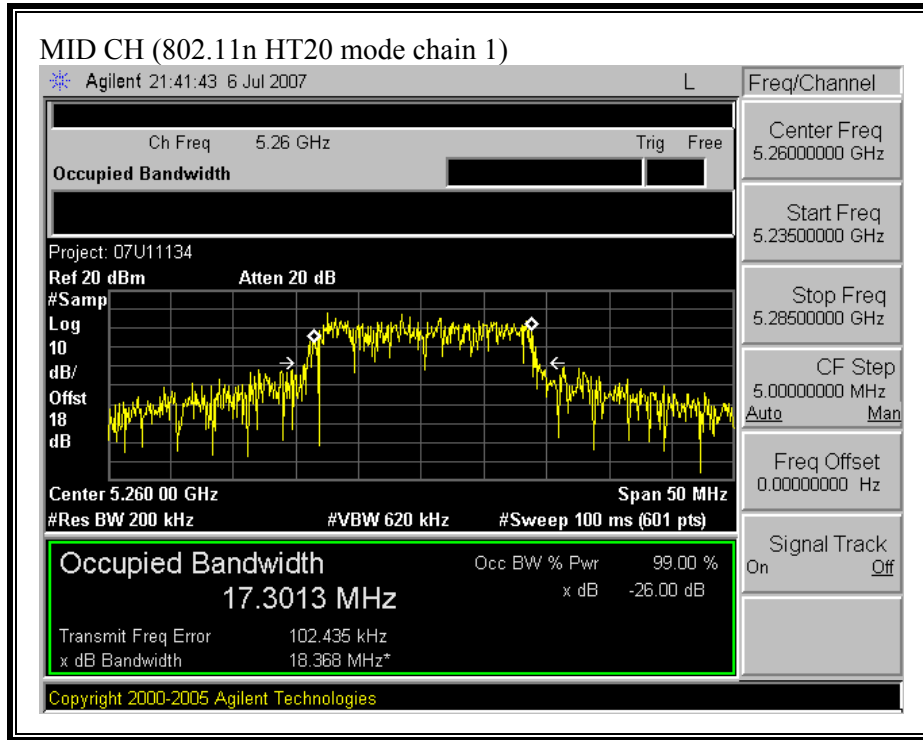 MID CH (802.11n HT20 mode chain 1)
Agilent 21:41:43 6 Jul 2007 L
Freq/Channel
Ch Freq 5.26 GHz Trig Free
Occupied Bandwidth
Center Freq
5.26000000 GHz
Start Freq
5.23500000 GHz
Stop Freq
5.28500000 GHz
CF Step
5.00000000 MHz
Auto Man
Freq Offset
0.00000000 Hz
Signal Track
On Off
Project: 07U11134
Ref 20 dBm Atten 20 dB
#Samp
Log
10
dB/
Offst
18
dB
Center 5.260 00 GHz Span 50 MHz
#Res BW 200 kHz #VBW 620 kHz #Sweep 100 ms (601 pts)
Occupied Bandwidth
17.3013 MHz
Occ BW % Pwr 99.00 %
x dB -26.00 dB
Transmit Freq Error 102.435 kHz
x dB Bandwidth 18.368 MHz*
Copyright 2000-2005 Agilent Technologies